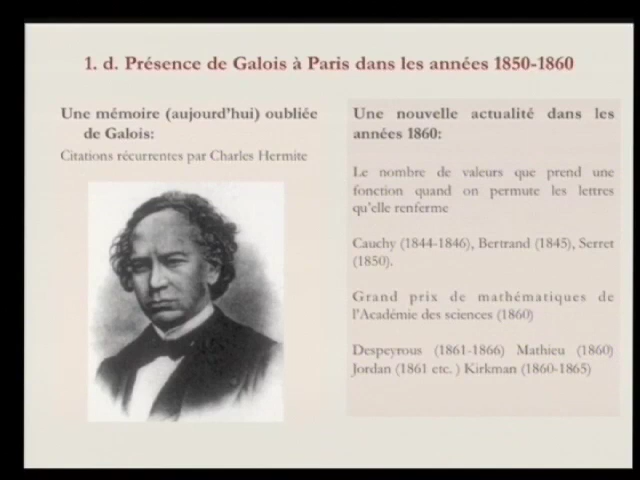 1. d. Présence de Galois à Paris dans les années 1850-1860
Une mémoire (aujourd'hui) oubliée
de Galois:
Citations récurrentes par Charles Hermite
Une nouvelle actualité dans les
années 1860:
Le nombre de valeurs que prend une
fonction quand on permute les lettres
qu'elle renferme
Cauchy (1844-1846), Bertrand (1845), Serret
(1850).
Grand prix de mathématiques de
l'Académie des sciences (1860)
Despeyrous (1861-1866) Mathieu (1860)
Jordan (1861 etc. ) Kirkman (1860-1865)